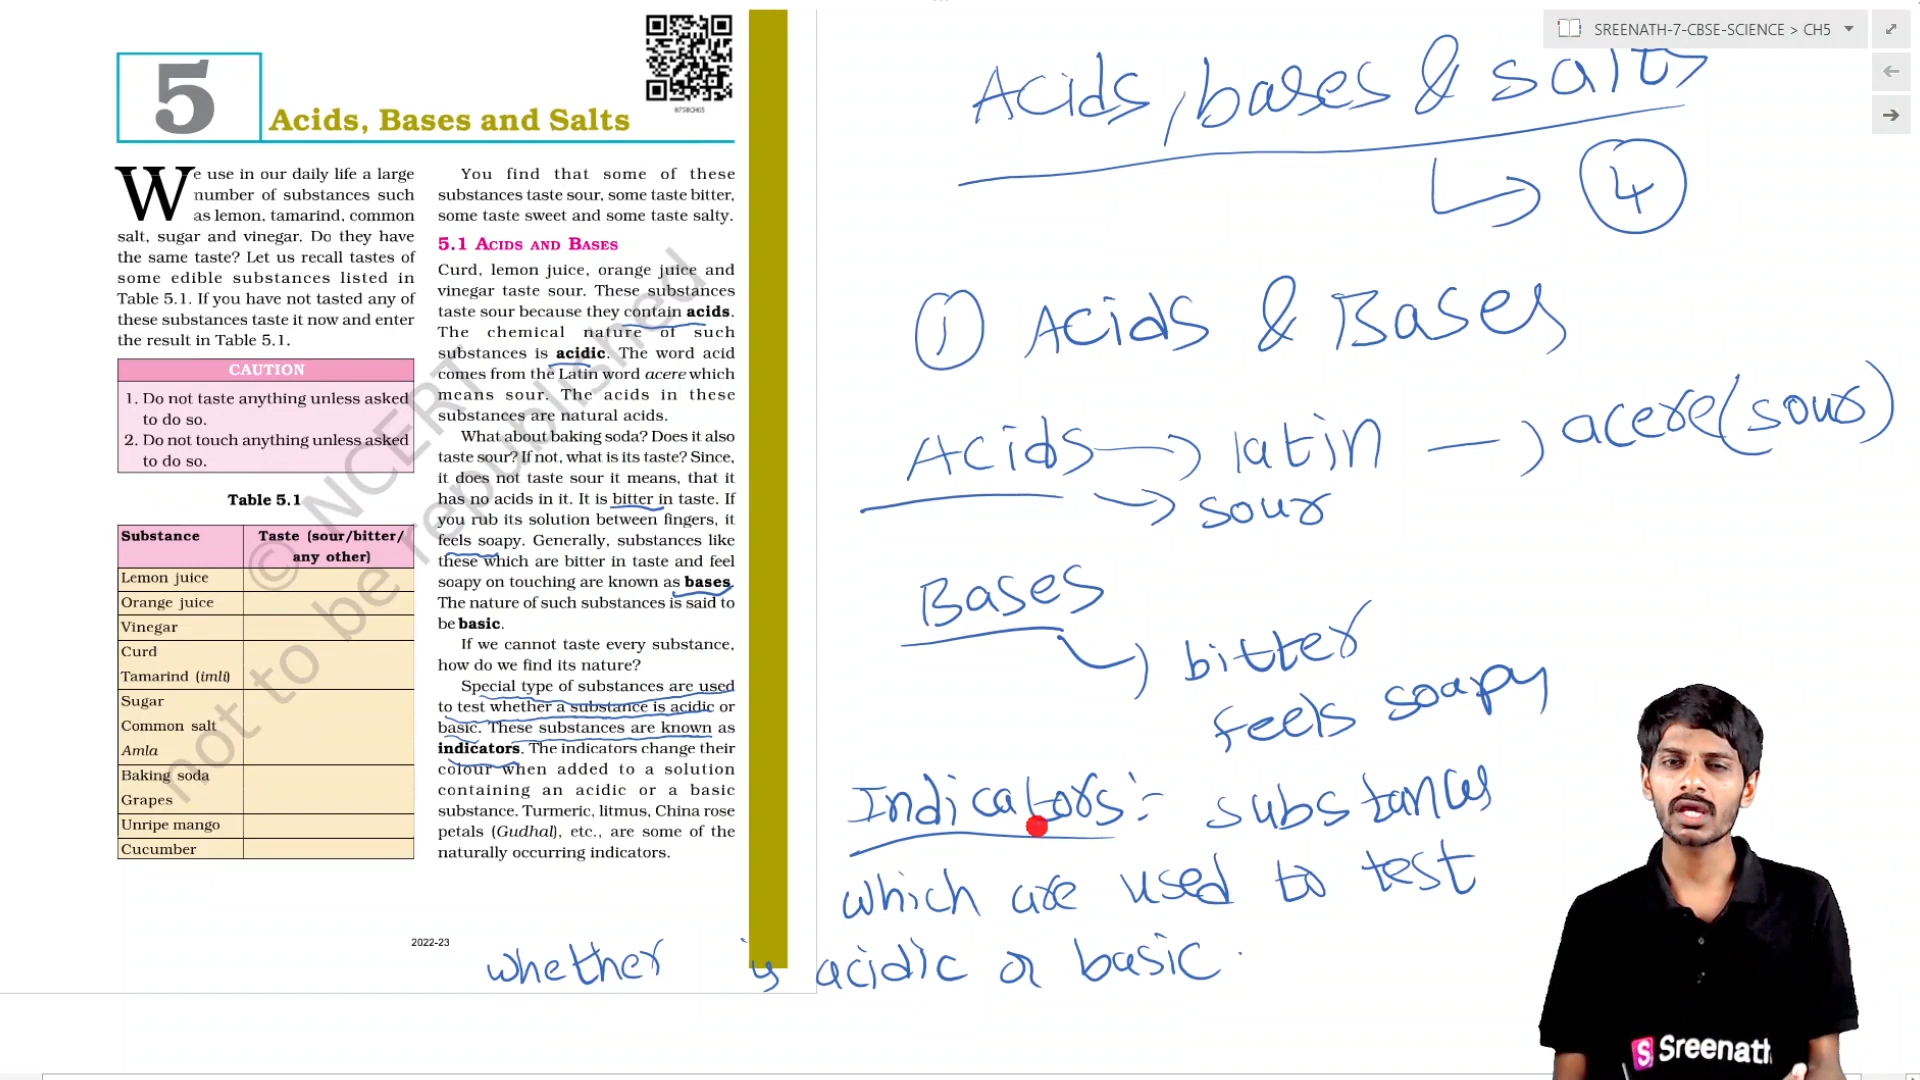 SREENATH-7-CBSE-SCIENCE > CH5
5
Acids, Bases and Salts
We use in our daily life a large
number of substances such
as lemon, tamarind, common
salt, sugar and vinegar. Do they have
the same taste? Let us recall tastes of
some edible substances listed in
Table 5.1. If you have not tasted any of
these substances taste it now and enter
the result in Table 5.1.
CAUTION
1. Do not taste anything unless asked
to do so.
2. Do not touch anything unless asked
to do so.
Table 5.1
Substance Taste (sour/bitter/
any other)
Lemon juice
Orange juice
Vinegar
Curd
Tamarind (imli)
Sugar
Common salt
Amla
Baking soda
Grapes
Unripe mango
Cucumber
You find that some of these
substances taste sour, some taste bitter,
some taste sweet and some taste salty.
5.1 ACIDS AND BASES
Curd, lemon juice, orange juice and
vinegar taste sour. These substances
taste sour because they contain acids.
The chemical nature of such
substances is acidic. The word acid
comes from the Latin word acere which
means sour. The acids in these
substances are natural acids.
What about baking soda? Does it also
taste sour? If not, what is its taste? Since,
it does not taste sour it means, that it
has no acids in it. It is bitter in taste. If
you rub its solution between fingers, it
feels soapy. Generally, substances like
these which are bitter in taste and feel
soapy on touching are known as bases.
The nature of such substances is said to
be basic.
If we cannot taste every substance,
how do we find its nature?
Special type of substances are used
to test whether a substance is acidic or
basic. These substances are known as
indicators. The indicators change their
colour when added to a solution
containing an acidic or a basic
substance. Turmeric, litmus, China rose
petals (Gudhal), etc., are some of the
naturally occurring indicators.
2022-23
© NCERT
not to be republished
Acids, bases & salts
4
1 Acids & Bases
Acids → latin → acere (sour)
→ sour
Bases
→ bitter
feels soapy
Indicators:- substances
which are used to test
whether is acidic or basic.
S Sreenath